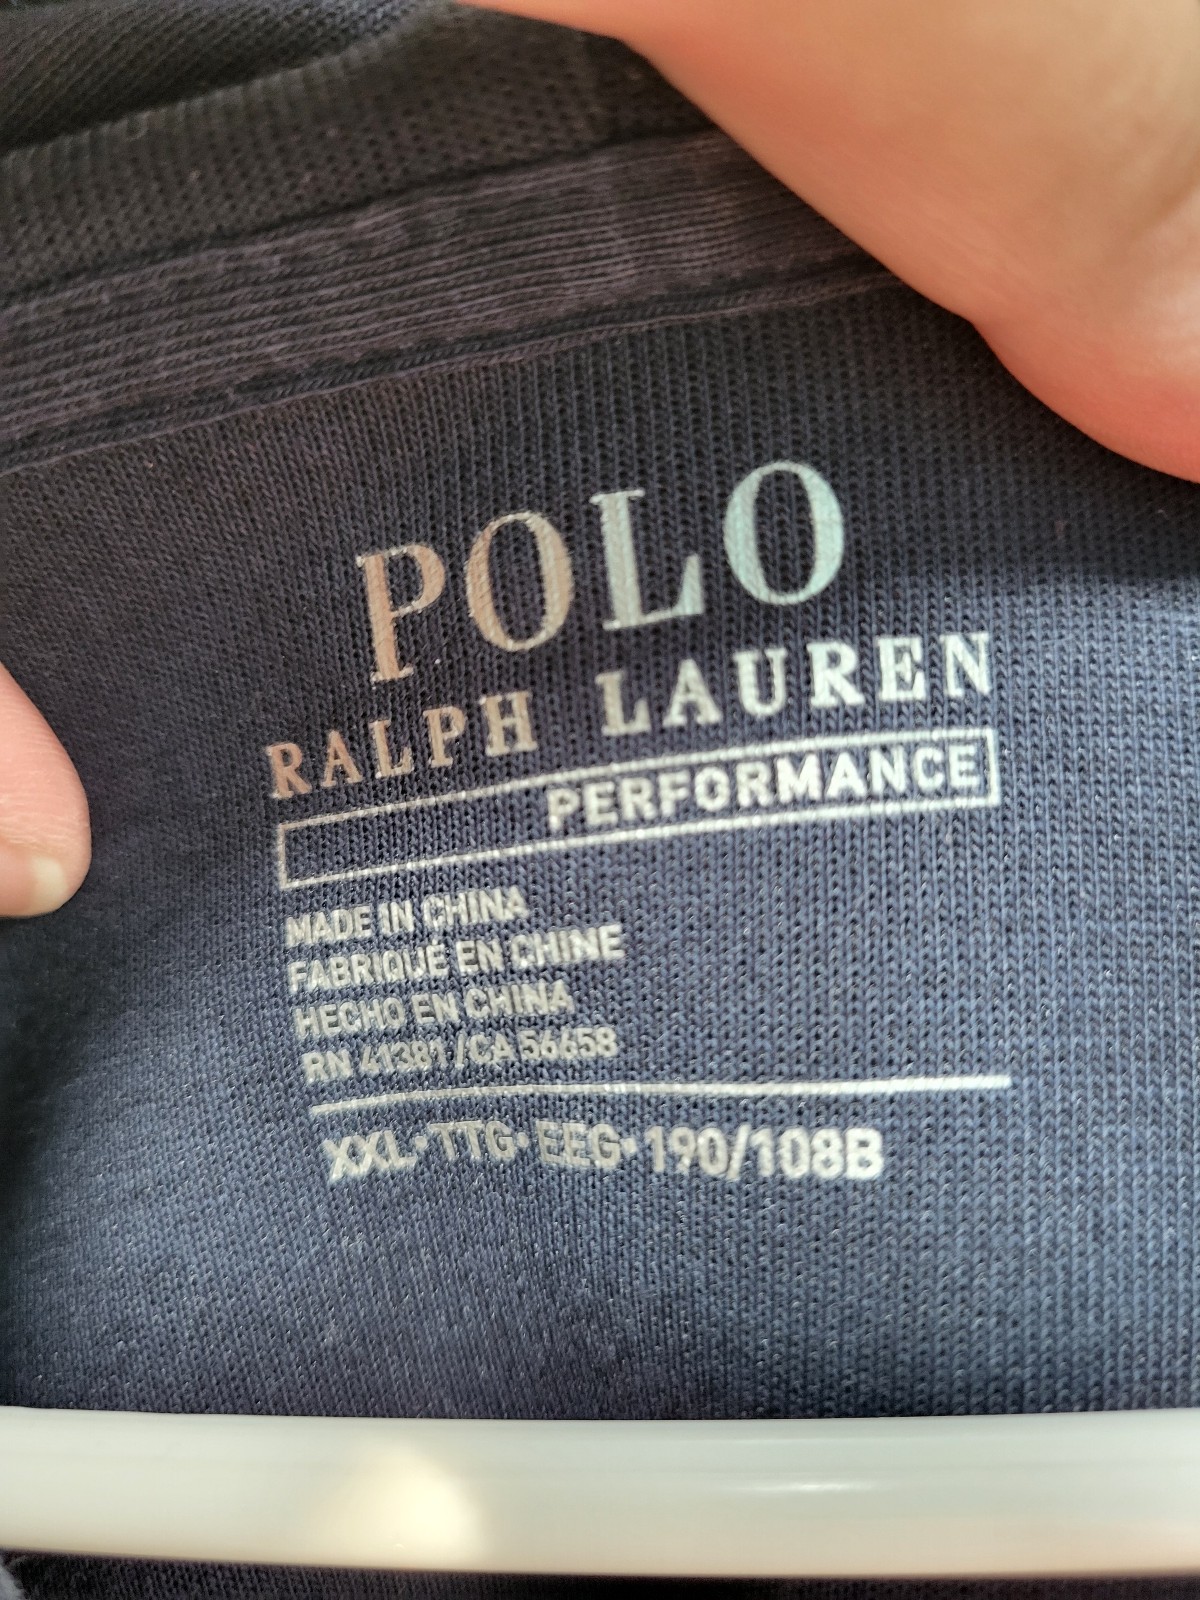 POLO
RALPH LAUREN
PERFORMANCE
MADE IN CHINA
FABRIQUÉ EN CHINE
HECHO EN CHINA
RN 41381 /CA 56658
XXL·TTG·EEG·190/108B